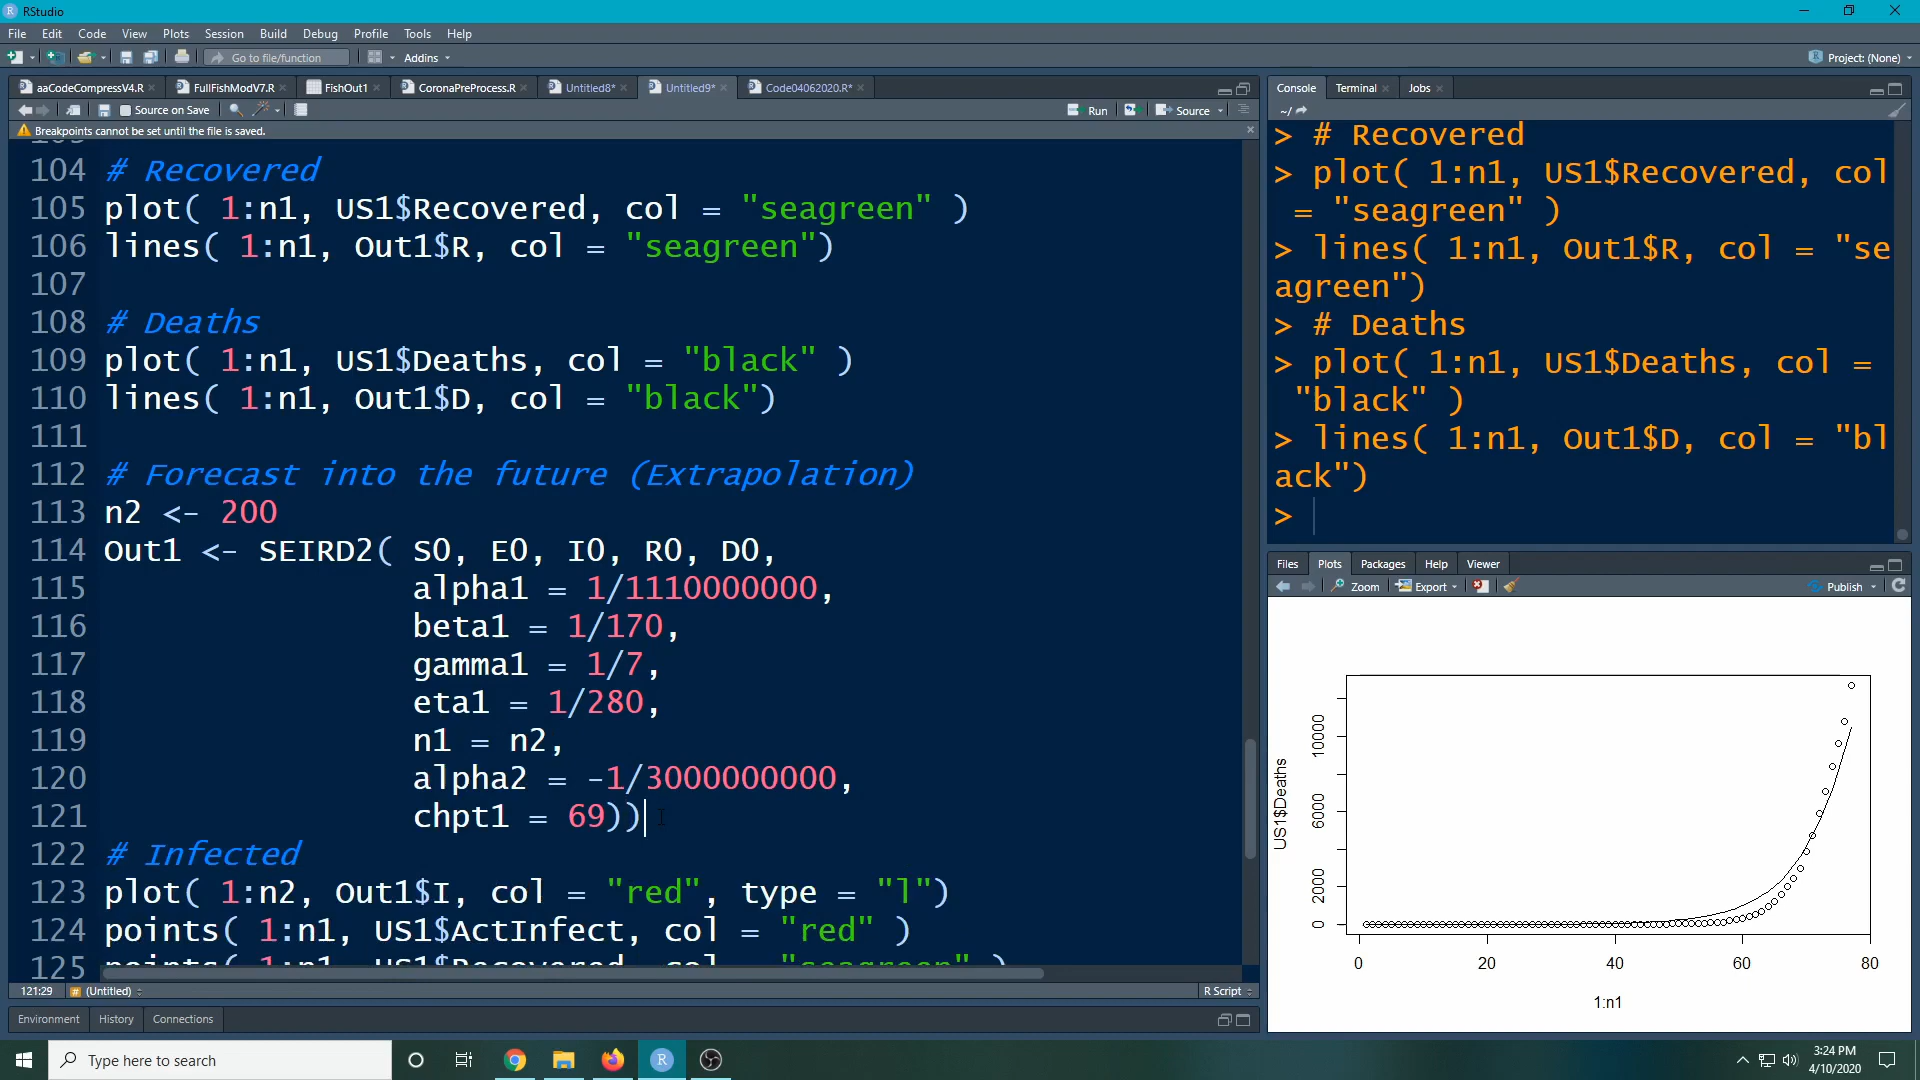 RStudio
File Edit Code View Plots Session Build Debug Profile Tools Help
Go to file/function Addins Project: (None)
aaCodeCompressV4.R FullFishModV7.R FishOut1 CoronaPreProcess.R Untitled8* Untitled9* Code04062020.R*
Source on Save Run Source
Breakpoints cannot be set until the file is saved.
104 # Recovered
105 plot( 1:n1, US1$Recovered, col = "seagreen" )
106 lines( 1:n1, Out1$R, col = "seagreen")
107
108 # Deaths
109 plot( 1:n1, US1$Deaths, col = "black" )
110 lines( 1:n1, Out1$D, col = "black")
111
112 # Forecast into the future (Extrapolation)
113 n2 <- 200
114 Out1 <- SEIRD2( S0, E0, I0, R0, D0,
115 alpha1 = 1/1110000000,
116 beta1 = 1/170,
117 gamma1 = 1/7,
118 eta1 = 1/280,
119 n1 = n2,
120 alpha2 = -1/3000000000,
121 chpt1 = 69))
122 # Infected
123 plot( 1:n2, Out1$I, col = "red", type = "l")
124 points( 1:n1, US1$ActInfect, col = "red" )
125 points( 1:n1, US1$Recovered, col = "seagreen" )
121:29 (Untitled) R Script
Environment History Connections
Console Terminal Jobs
~/
> # Recovered
> plot( 1:n1, US1$Recovered, col
= "seagreen" )
> lines( 1:n1, Out1$R, col = "se
agreen")
> # Deaths
> plot( 1:n1, US1$Deaths, col =
"black" )
> lines( 1:n1, Out1$D, col = "bl
ack")
>
Files Plots Packages Help Viewer
Zoom Export Publish
US1$Deaths
10000
6000
2000
0
0 20 40 60 80
1:n1
Type here to search
3:24 PM
4/10/2020